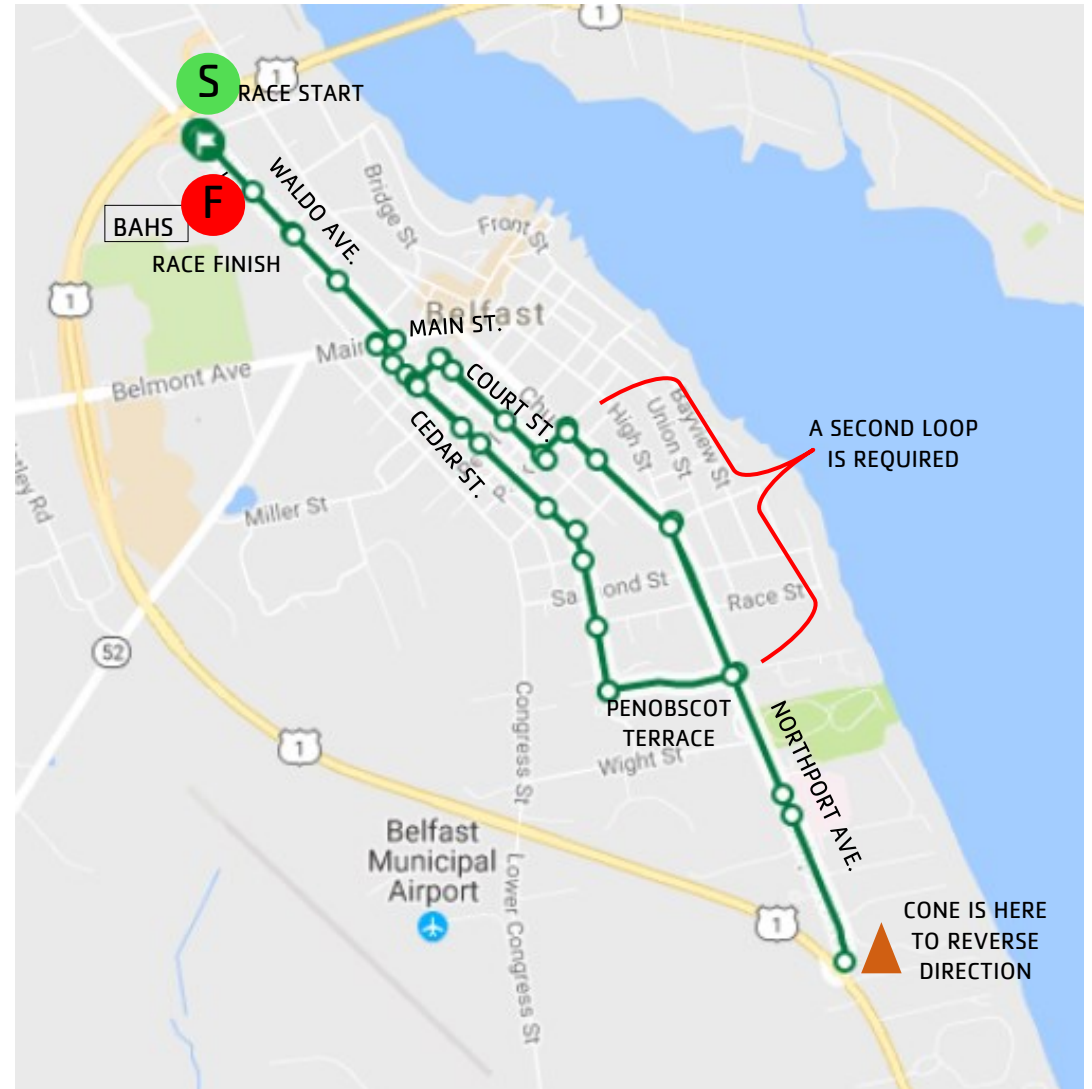 1
1
S
RACE START
F
BAHS
RACE FINISH
WALDO AVE.
Bridge St
Front St
1
Belfast
MAIN ST.
Main
Belmont Ave
COURT ST.
CEDAR ST.
High St
Union St
Bayview St
A SECOND LOOP
IS REQUIRED
Miller St
Race St
52
PENOBSCOT
TERRACE
Congress St
Wight St
NORTHPORT AVE.
1
Belfast
Municipal
Airport
Lower Congress St
1
CONE IS HERE
TO REVERSE
DIRECTION